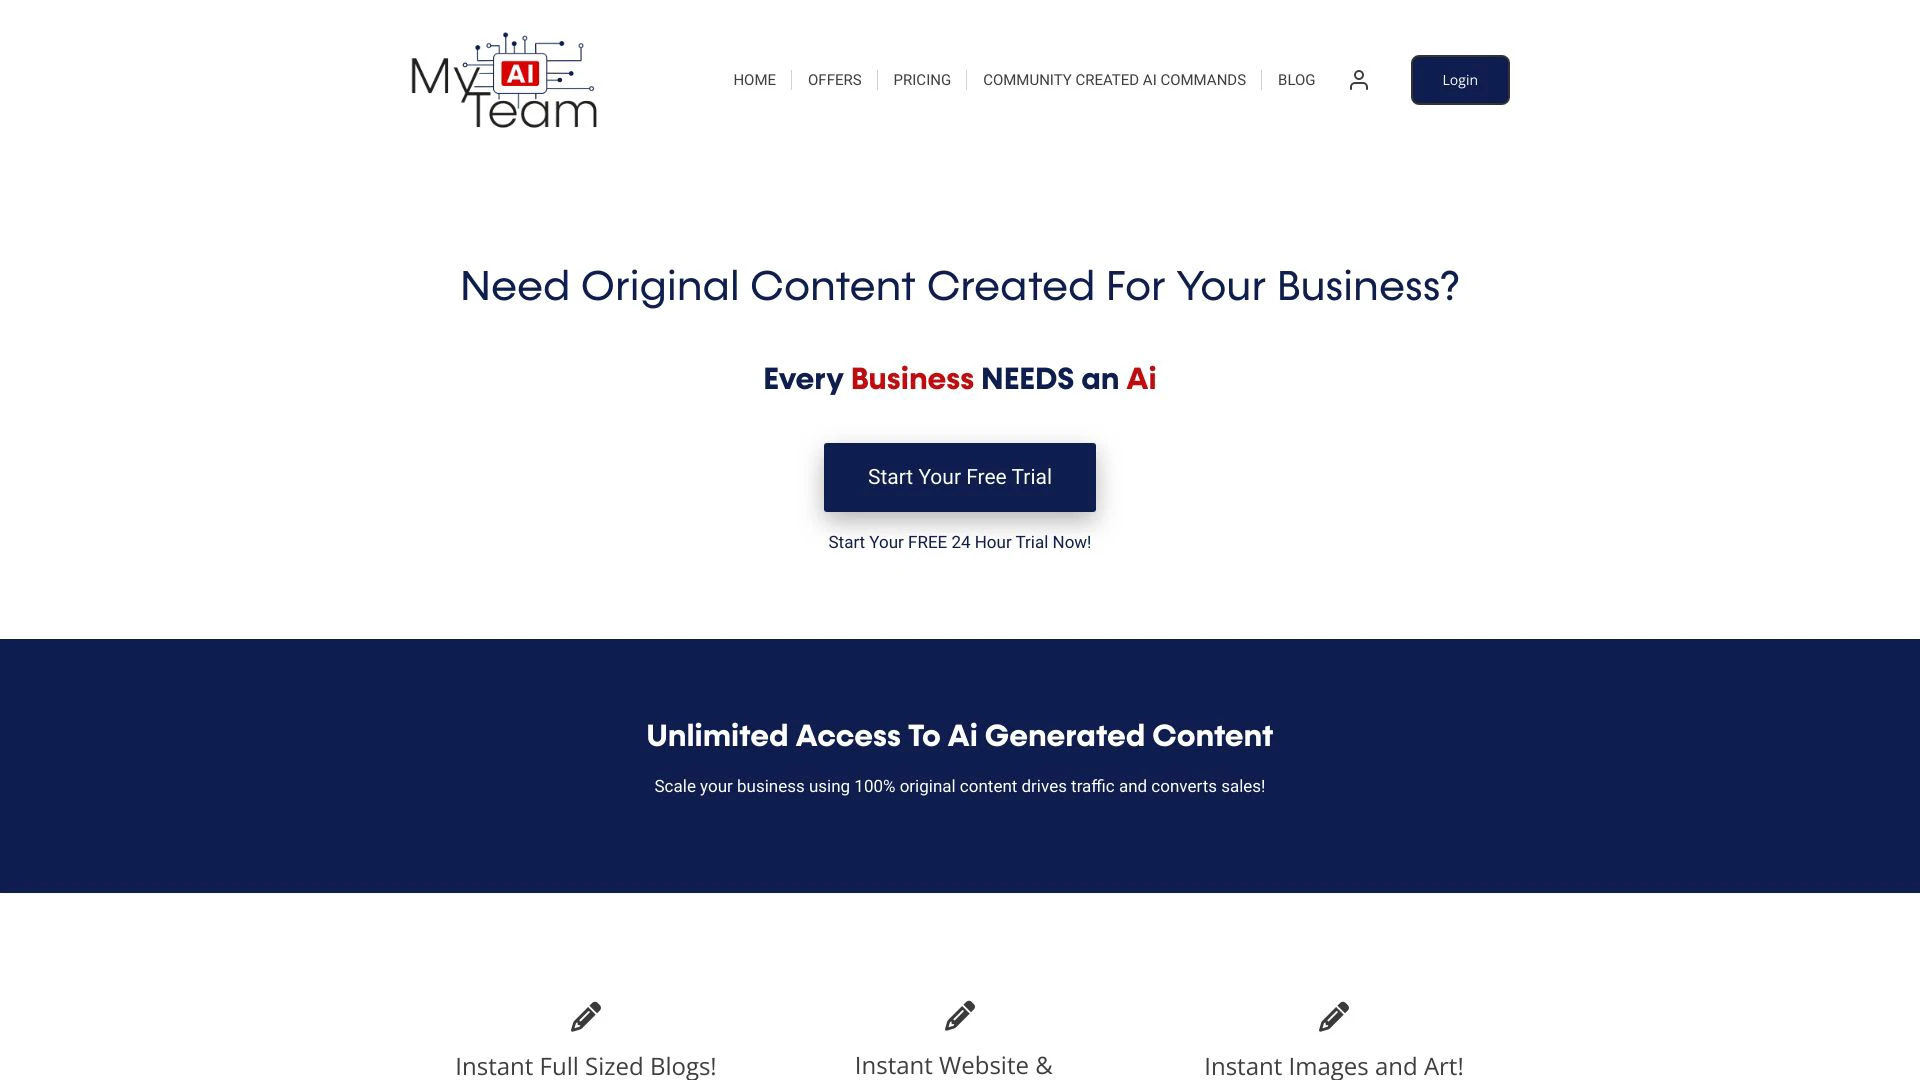 My AI Team
HOME
OFFERS
PRICING
COMMUNITY CREATED AI COMMANDS
BLOG
Login
Need Original Content Created For Your Business?
Every Business NEEDS an Ai
Start Your Free Trial
Start Your FREE 24 Hour Trial Now!
Unlimited Access To Ai Generated Content
Scale your business using 100% original content drives traffic and converts sales!
Instant Full Sized Blogs!
Instant Website &
Instant Images and Art!